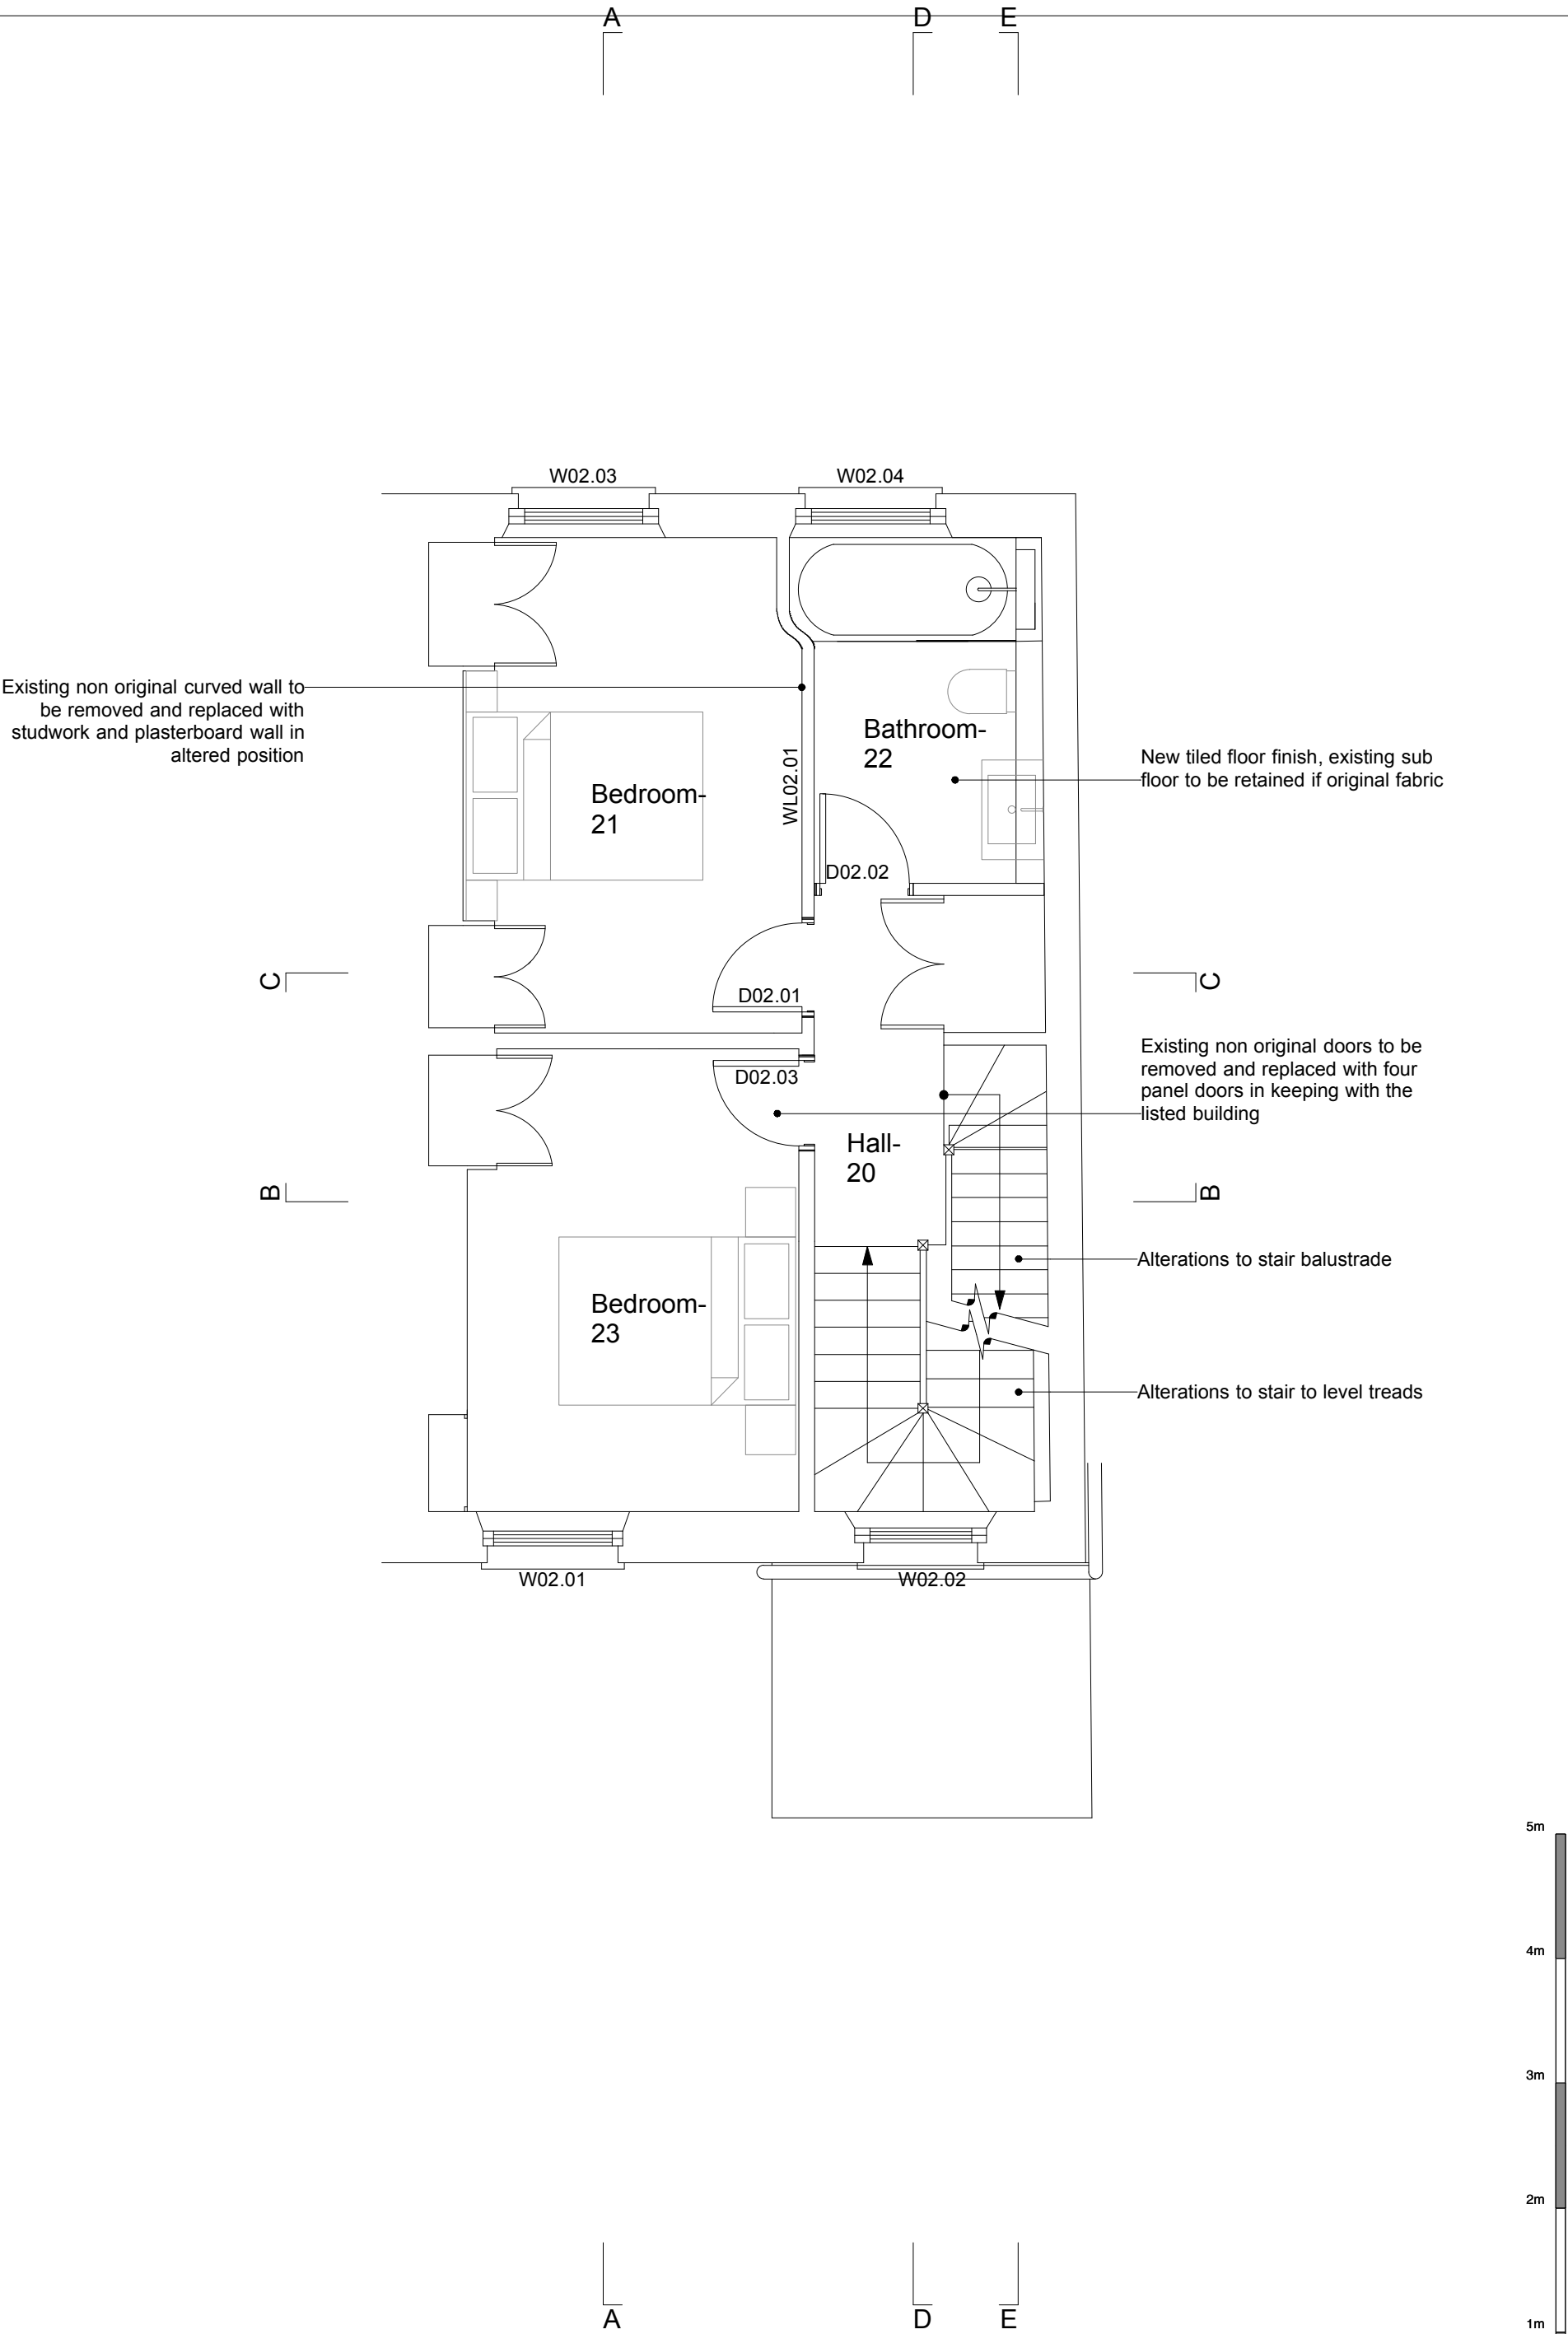 A
D
E
W02.03
W02.04
Existing non original curved wall to
be removed and replaced with
studwork and plasterboard wall in
altered position
Bathroom-
22
WL02.01
New tiled floor finish, existing sub
floor to be retained if original fabric
Bedroom-
21
D02.02
C
D02.01
C
Existing non original doors to be
removed and replaced with four
panel doors in keeping with the
listed building
D02.03
Hall-
20
B
B
Alterations to stair balustrade
Bedroom-
23
Alterations to stair to level treads
W02.01
W02.02
5m
4m
3m
2m
1m
A
D
E